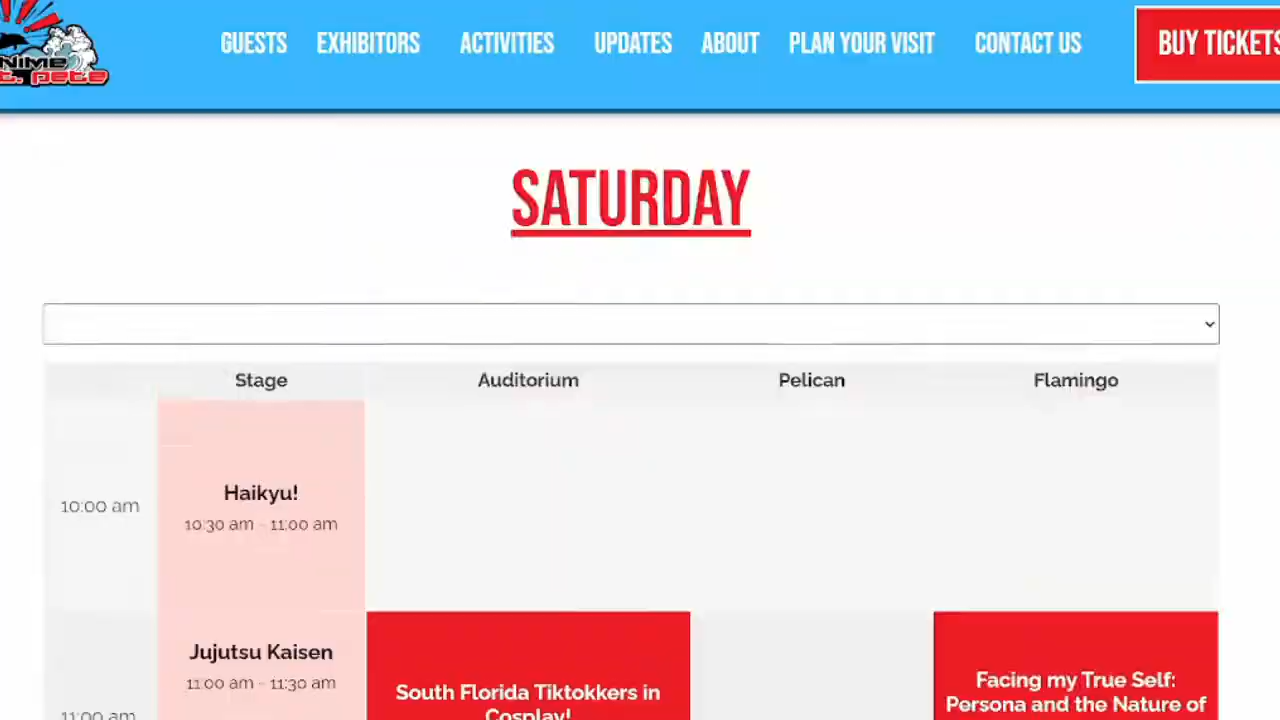 NIME
t. pete
GUESTS EXHIBITORS ACTIVITIES UPDATES ABOUT PLAN YOUR VISIT CONTACT US BUY TICKETS
SATURDAY
Stage Auditorium Pelican Flamingo
10:00 am
Haikyu!
10:30 am - 11:00 am
Jujutsu Kaisen
11:00 am - 11:30 am
South Florida Tiktokkers in
Cosplay!
Facing my True Self:
Persona and the Nature of
11:00 am